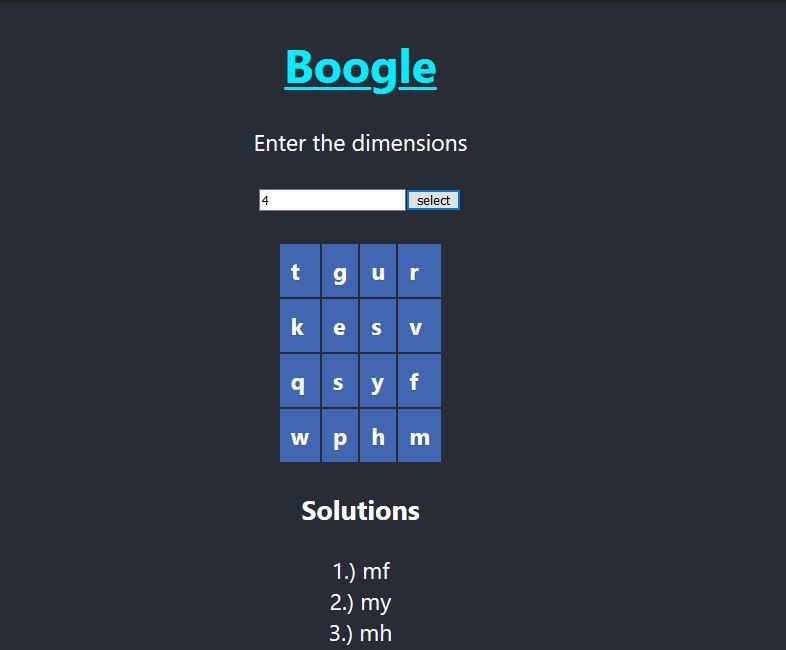 Boogle
Enter the dimensions
4 select
t g u r
k e s v
q s y f
w p h m
Solutions
1.) mf
2.) my
3.) mh